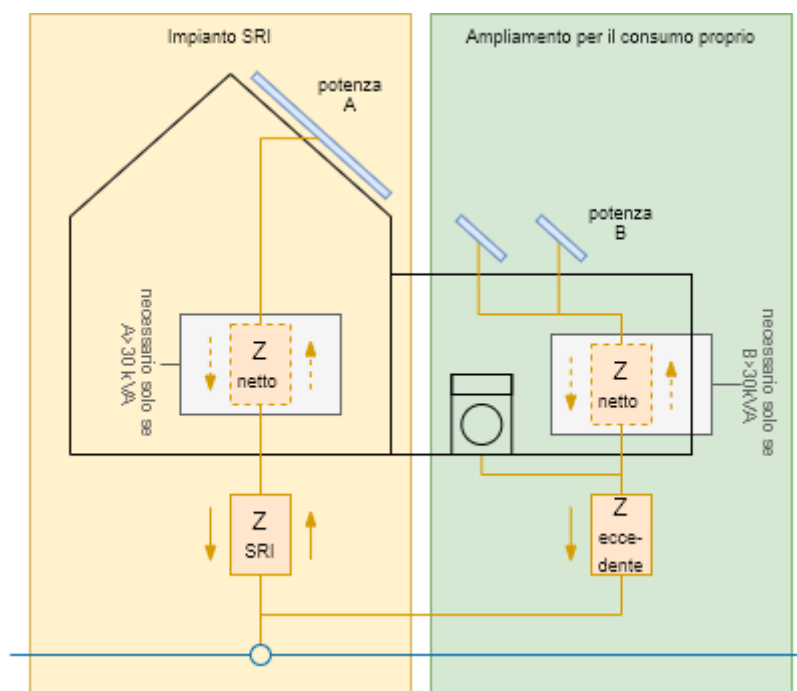 Impianto SRI
Ampliamento per il consumo proprio
potenza
A
potenza
B
necessario solo se
A>30 kVA
Z
netto
Z
netto
necessario solo se
B>30kVA
Z
SRI
Z
ecce-
dente